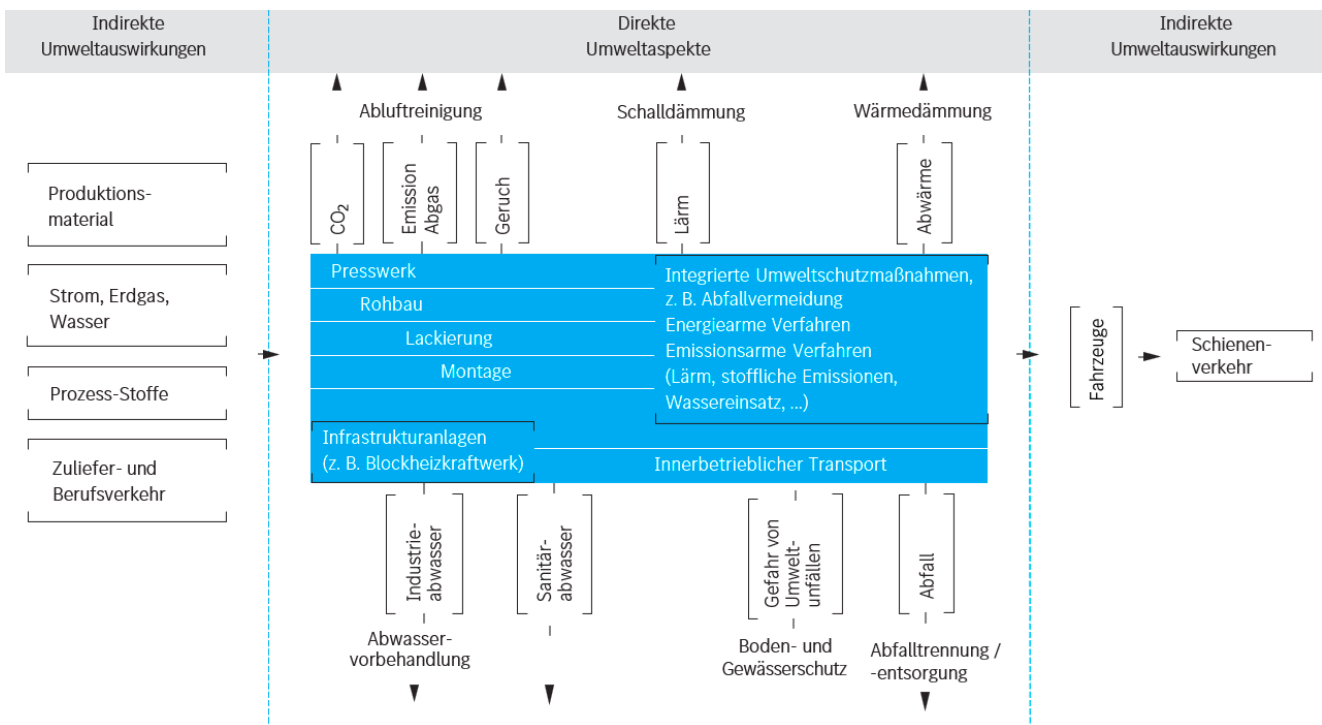 Indirekte
Umweltauswirkungen
Direkte
Umweltaspekte
Indirekte
Umweltauswirkungen
Abluftreinigung
Schalldämmung
Wärmedämmung
CO₂
Emission
Abgas
Geruch
Lärm
Abwärme
Produktions-
material
Strom, Erdgas,
Wasser
Prozess-Stoffe
Zuliefer- und
Berufsverkehr
Presswerk
Rohbau
Lackierung
Montage
Integrierte Umweltschutzmaßnahmen,
z. B. Abfallvermeidung
Energiearme Verfahren
Emissionsarme Verfahren
(Lärm, stoffliche Emissionen,
Wassereinsatz, ...)
Infrastrukturanlagen
(z. B. Blockheizkraftwerk)
Innerbetrieblicher Transport
Fahrzeuge
Schienen-
verkehr
Industrie-
abwasser
Sanitär-
abwasser
Gefahr von
Umwelt-
unfällen
Abfall
Abwasser-
vorbehandlung
Boden- und
Gewässerschutz
Abfalltrennung /
-entsorgung